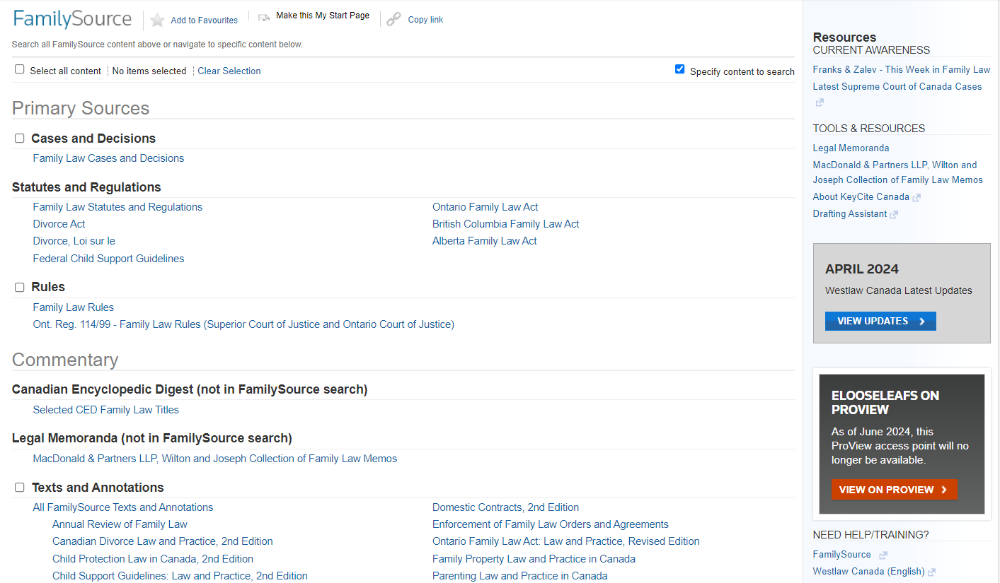 FamilySource
Add to Favourites
Make this My Start Page
Copy link
Search all FamilySource content above or navigate to specific content below.
Select all content
No items selected
Clear Selection
Specify content to search
Primary Sources
Cases and Decisions
Family Law Cases and Decisions
Statutes and Regulations
Family Law Statutes and Regulations
Divorce Act
Divorce, Loi sur le
Federal Child Support Guidelines
Ontario Family Law Act
British Columbia Family Law Act
Alberta Family Law Act
Rules
Family Law Rules
Ont. Reg. 114/99 - Family Law Rules (Superior Court of Justice and Ontario Court of Justice)
Commentary
Canadian Encyclopedic Digest (not in FamilySource search)
Selected CED Family Law Titles
Legal Memoranda (not in FamilySource search)
MacDonald & Partners LLP, Wilton and Joseph Collection of Family Law Memos
Texts and Annotations
All FamilySource Texts and Annotations
Annual Review of Family Law
Canadian Divorce Law and Practice, 2nd Edition
Child Protection Law in Canada, 2nd Edition
Child Support Guidelines: Law and Practice, 2nd Edition
Domestic Contracts, 2nd Edition
Enforcement of Family Law Orders and Agreements
Ontario Family Law Act: Law and Practice, Revised Edition
Family Property Law and Practice in Canada
Parenting Law and Practice in Canada
Resources
CURRENT AWARENESS
Franks & Zalev - This Week in Family Law
Latest Supreme Court of Canada Cases
TOOLS & RESOURCES
Legal Memoranda
MacDonald & Partners LLP, Wilton and
Joseph Collection of Family Law Memos
About KeyCite Canada
Drafting Assistant
APRIL 2024
Westlaw Canada Latest Updates
VIEW UPDATES
ELOOSELEAFS ON
PROVIEW
As of June 2024, this
ProView access point will no
longer be available.
VIEW ON PROVIEW
NEED HELP/TRAINING?
FamilySource
Westlaw Canada (English)